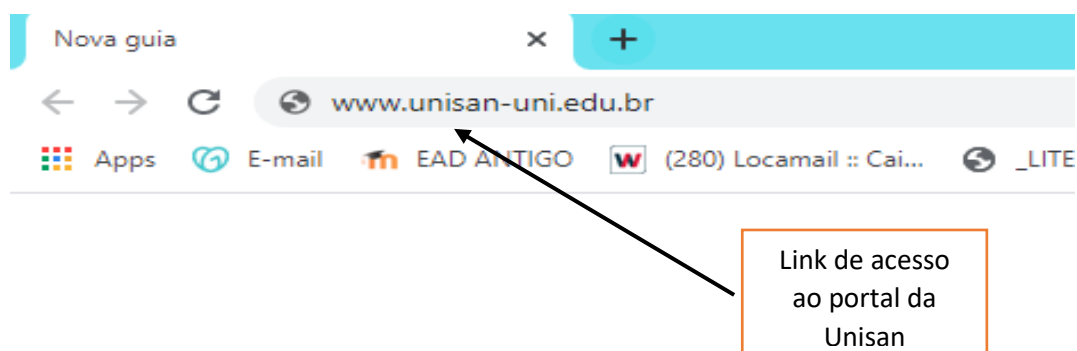 Nova guia
www.unisan-uni.edu.br
Apps E-mail EAD ANTIGO (280) Locamail :: Cai... _LITE
Link de acesso
ao portal da
Unisan